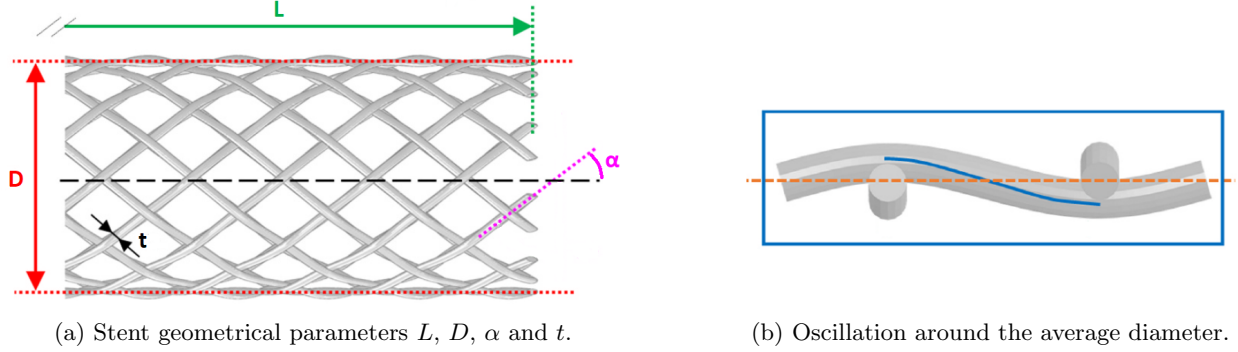 L
D
α
t
(a) Stent geometrical parameters L, D, α and t.
(b) Oscillation around the average diameter.